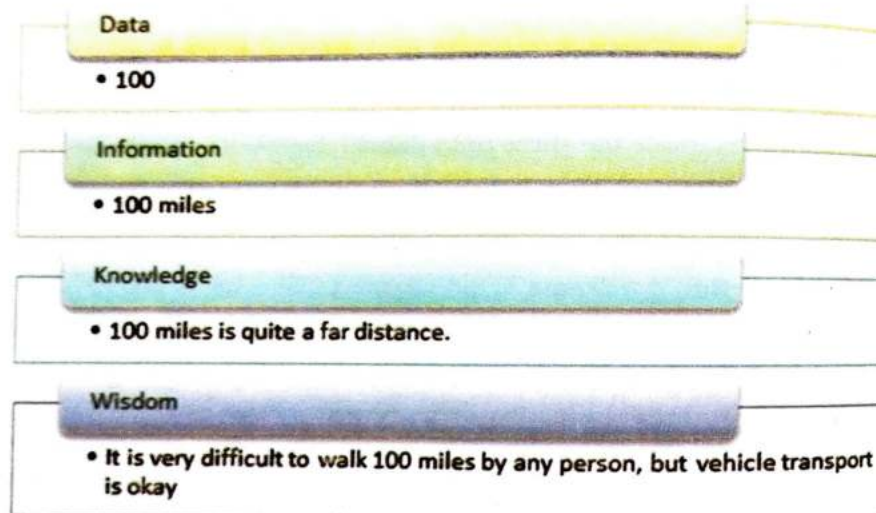 Data
• 100
Information
• 100 miles
Knowledge
• 100 miles is quite a far distance.
Wisdom
• It is very difficult to walk 100 miles by any person, but vehicle transport
is okay